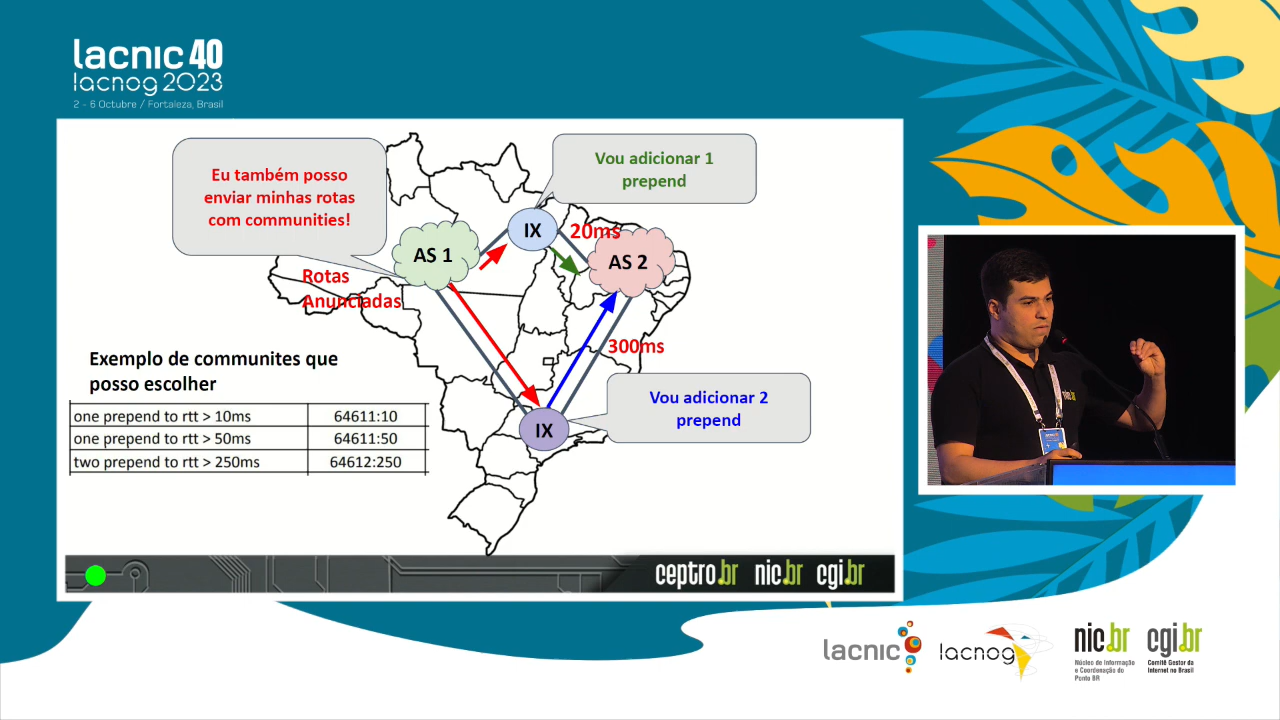 lacnic 40
lacnog 2023
2 - 6 Octubre / Fortaleza, Brasil
Eu também posso
enviar minhas rotas
com communities!
Vou adicionar 1
prepend
IX
20ms
AS 1
AS 2
Rotas
Anunciadas
300ms
Exemplo de communites que
posso escolher
one prepend to rtt > 10ms 64611:10
one prepend to rtt > 50ms 64611:50
two prepend to rtt > 250ms 64612:250
Vou adicionar 2
prepend
IX
ceptro.br nic.br cgi.br
lacnic
lacnog
nic.br cgi.br
Núcleo de Informação
e Coordenação do
Ponto BR
Comitê Gestor da
Internet no Brasil